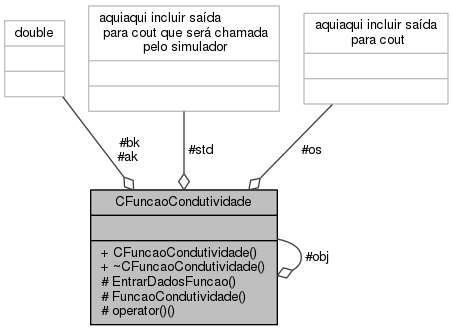 double
aquiaqui incluir saída
para cout que será chamada
pelo simulador
aquiaqui incluir saída
para cout
#bk
#ak
#std
#os
CFuncaoCondutividade
+ CFuncaoCondutividade()
+ ~CFuncaoCondutividade()
# EntrarDadosFuncao()
# FuncaoCondutividade()
# operator()()
#obj